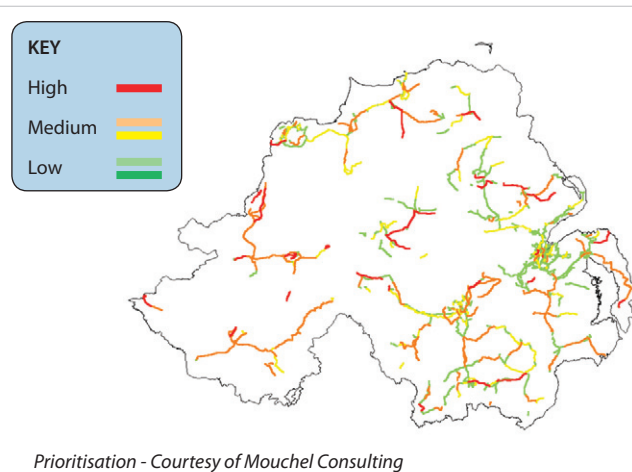 KEY
High
Medium
Low
Prioritisation - Courtesy of Mouchel Consulting